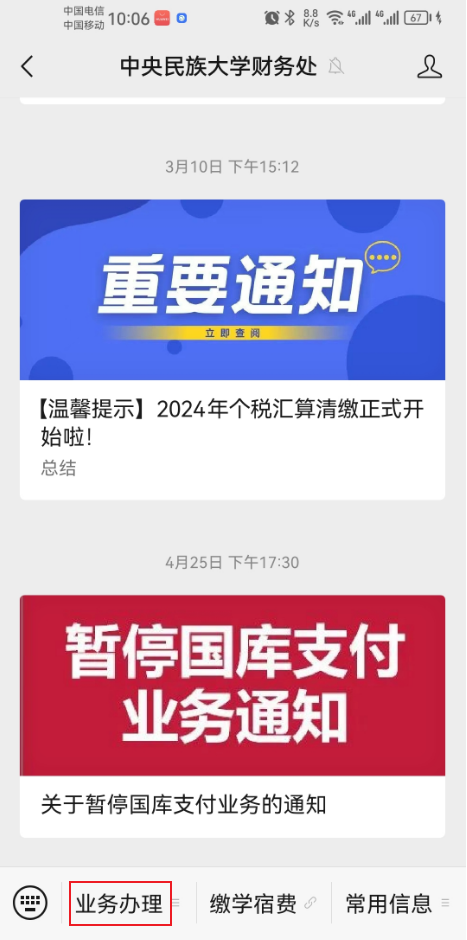 中国电信
中国移动
10:06
8.8
K/s
4G
4G
67
中央民族大学财务处
3月10日 下午15:12
重要通知
立即查阅
【温馨提示】2024年个税汇算清缴正式开
始啦！
总结
4月25日 下午17:30
暂停国库支付
业务通知
关于暂停国库支付业务的通知
业务办理
缴学宿费
常用信息